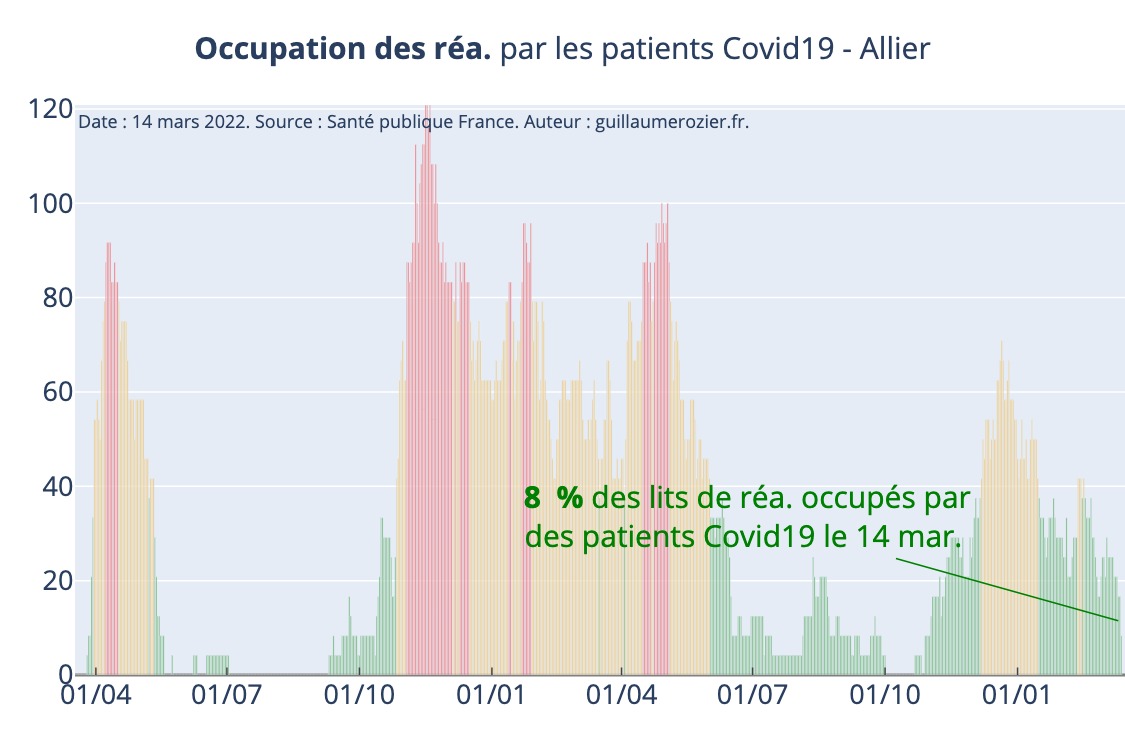 Occupation des réa. par les patients Covid19 - Allier
120
Date : 14 mars 2022. Source : Santé publique France. Auteur : guillaumerozier.fr.
100
80
60
40
8 % des lits de réa. occupés par
des patients Covid19 le 14 mar.
20
0
01/04 01/07 01/10 01/01 01/04 01/07 01/10 01/01